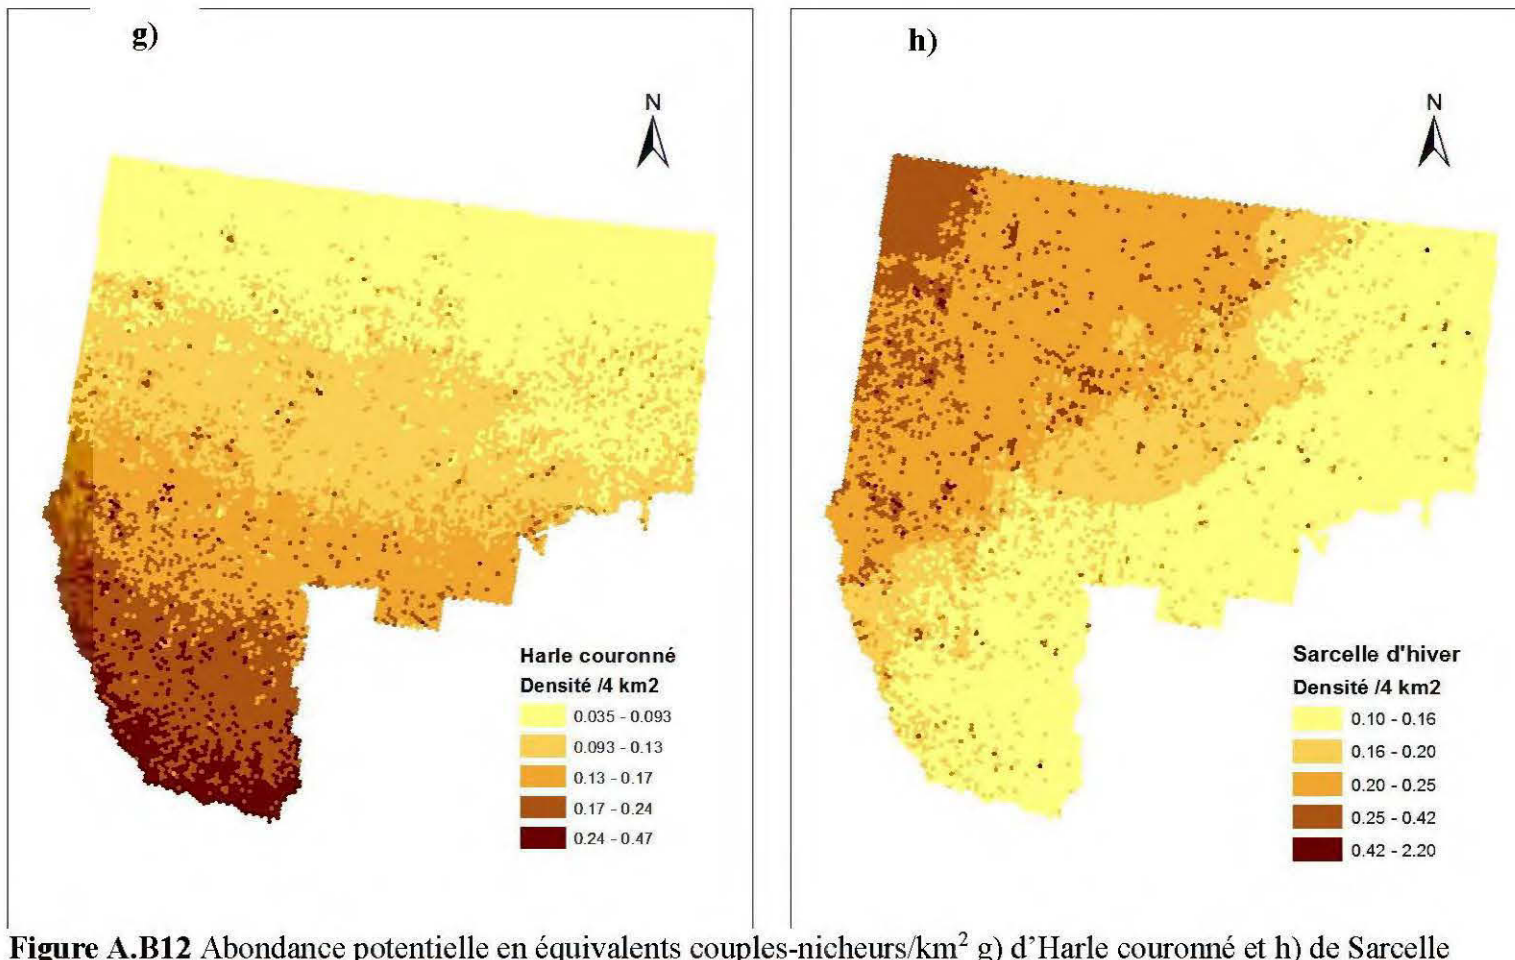 g)
N
Harle couronné
Densité /4 km2
0.035 - 0.093
0.093 - 0.13
0.13 - 0.17
0.17 - 0.24
0.24 - 0.47
h)
N
Sarcelle d'hiver
Densité /4 km2
0.10 - 0.16
0.16 - 0.20
0.20 - 0.25
0.25 - 0.42
0.42 - 2.20
Figure A.B12 Abondance potentielle en équivalents couples-nicheurs/km² g) d’Harle couronné et h) de Sarcelle